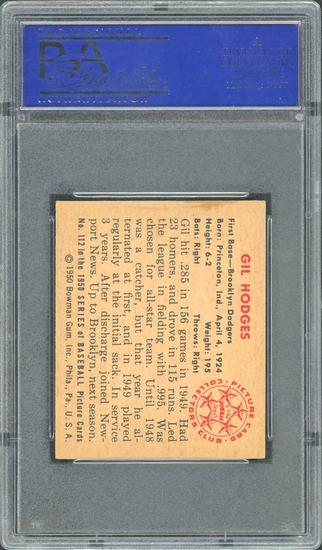 PSA
GIL HODGES
First Base—Brooklyn Dodgers
Born: Princeton, Ind., April 4, 1924
Height: 6-2 Weight: 195
Bats: Right Throws: Right
PICTURE CARD
COLLECTORS CLUB
Gil hit .285 in 156 games in 1949. Had
23 homers, and drove in 115 runs. Led
the league in fielding with .995. Was
chosen for all-star team. Until 1948
was a catcher, but that year he al-
ternated at first, and in 1949 played
regularly at the initial sack. In service
3 years. After discharge joined New-
port News. Up to Brooklyn, next season.
No. 112 in the 1950 SERIES of BASEBALL Picture Cards
© 1950 Bowman Gum, Inc., Phila., Pa., U. S. A.